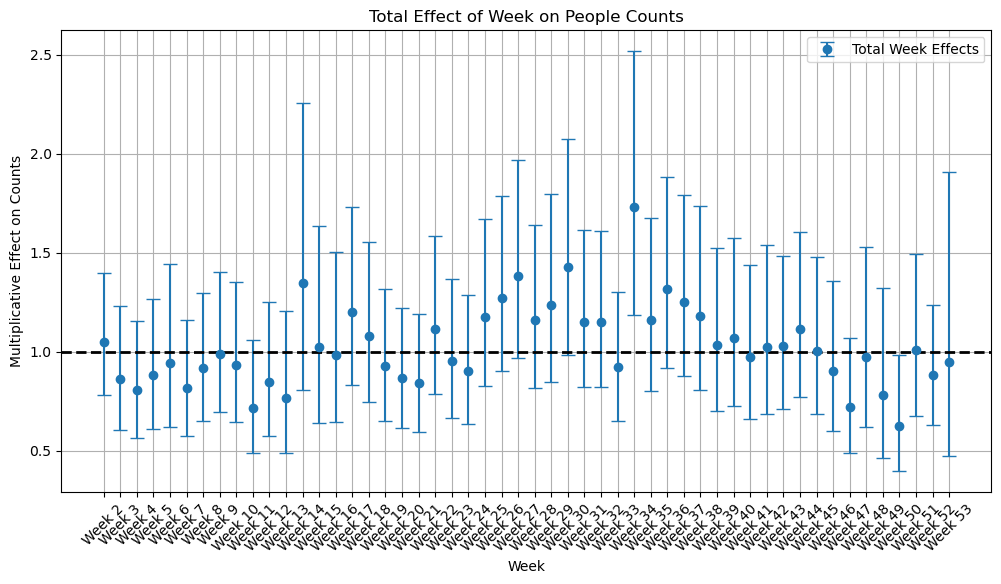 Total Effect of Week on People Counts
Total Week Effects
Multiplicative Effect on Counts
2.5
2.0
1.5
1.0
0.5
Week 2
Week 3
Week 4
Week 5
Week 6
Week 7
Week 8
Week 9
Week 10
Week 11
Week 12
Week 13
Week 14
Week 15
Week 16
Week 17
Week 18
Week 19
Week 20
Week 21
Week 22
Week 23
Week 24
Week 25
Week 26
Week 27
Week 28
Week 29
Week 30
Week 31
Week 32
Week 33
Week 34
Week 35
Week 36
Week 37
Week 38
Week 39
Week 40
Week 41
Week 42
Week 43
Week 44
Week 45
Week 46
Week 47
Week 48
Week 49
Week 50
Week 51
Week 52
Week 53
Week